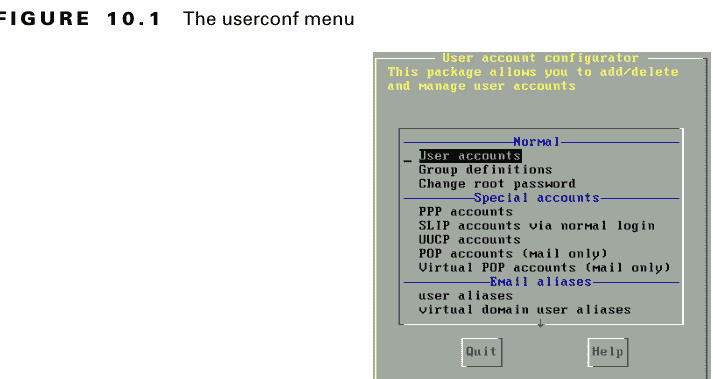 FIGURE 10.1 The userconf menu
User account configurator
This package allows you to add/delete
and manage user accounts
Normal
User accounts
Group definitions
Change root password
Special accounts
PPP accounts
SLIP accounts via normal login
UUCP accounts
POP accounts (mail only)
Virtual POP accounts (mail only)
Email aliases
user aliases
virtual domain user aliases
Quit Help